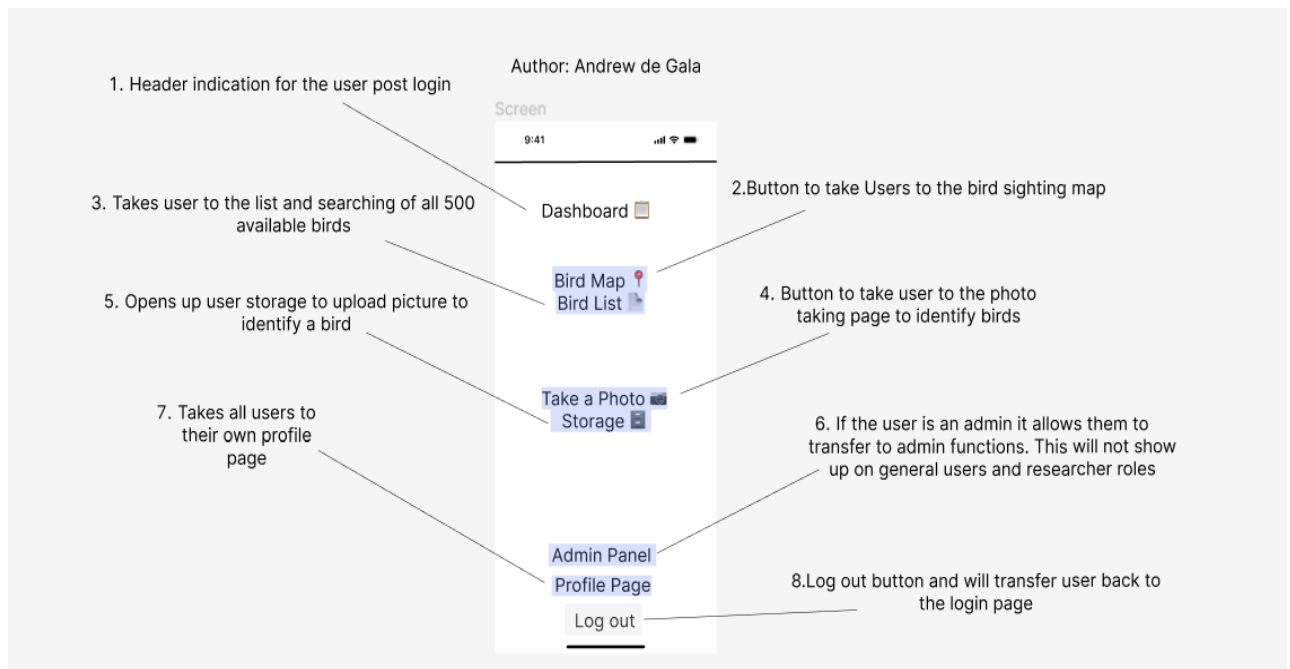 Author: Andrew de Gala
1. Header indication for the user post login
Screen
9:41
3. Takes user to the list and searching of all 500
available birds
2.Button to take Users to the bird sighting map
Dashboard 📋
Bird Map 📍
Bird List 📄
5. Opens up user storage to upload picture to
identify a bird
4. Button to take user to the photo
taking page to identify birds
Take a Photo 📷
Storage 🗄️
7. Takes all users to
their own profile
page
6. If the user is an admin it allows them to
transfer to admin functions. This will not show
up on general users and researcher roles
Admin Panel
Profile Page
Log out
8.Log out button and will transfer user back to
the login page